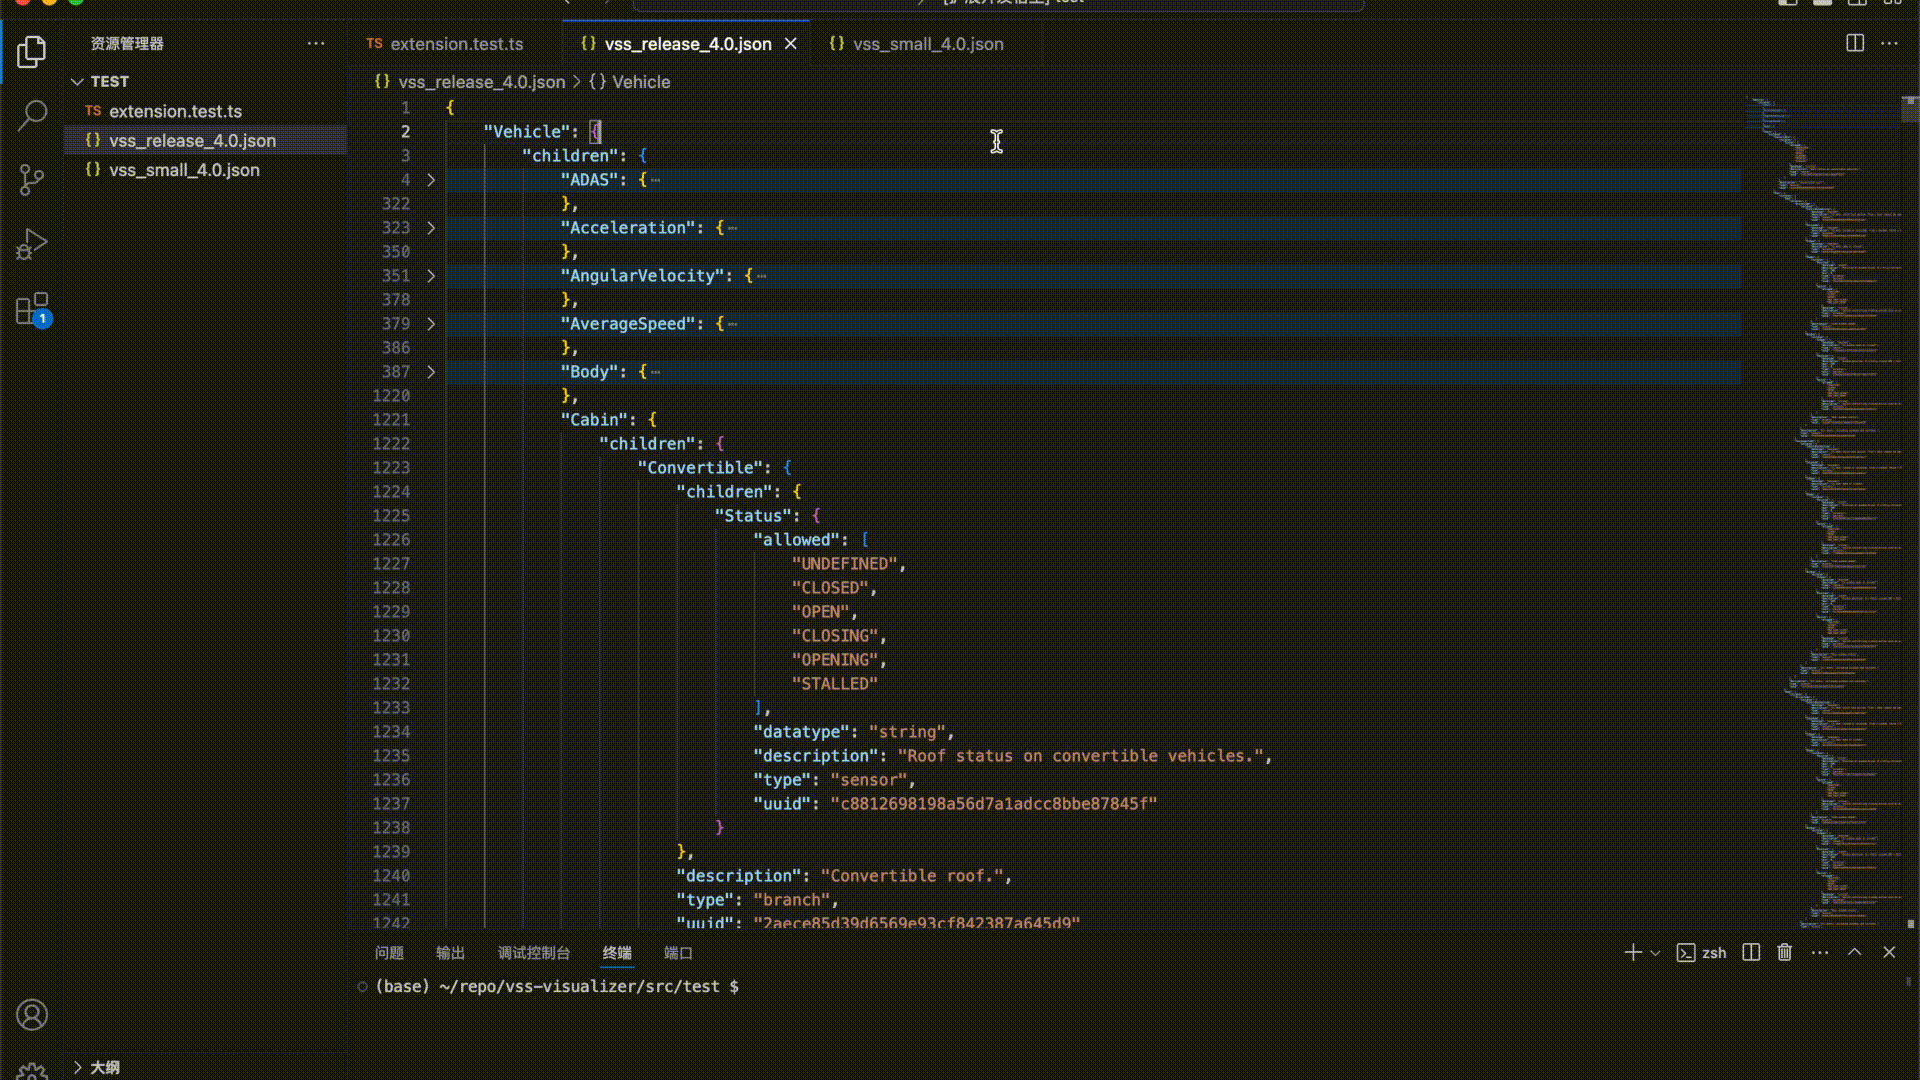 资源管理器
TEST
TS extension.test.ts
{} vss_release_4.0.json
{} vss_small_4.0.json
1
大纲
TS extension.test.ts
{} vss_release_4.0.json
{} vss_small_4.0.json
{} vss_release_4.0.json > {} Vehicle
1 {
2 "Vehicle": {
3 "children": {
4 "ADAS": {
322 },
323 "Acceleration": {
350 },
351 "AngularVelocity": {
378 },
379 "AverageSpeed": {
386 },
387 "Body": {
1220 },
1221 "Cabin": {
1222 "children": {
1223 "Convertible": {
1224 "children": {
1225 "Status": {
1226 "allowed": [
1227 "UNDEFINED",
1228 "CLOSED",
1229 "OPEN",
1230 "CLOSING",
1231 "OPENING",
1232 "STALLED"
1233 ],
1234 "datatype": "string",
1235 "description": "Roof status on convertible vehicles.",
1236 "type": "sensor",
1237 "uuid": "c8812698198a56d7a1adcc8bbe87845f"
1238 }
1239 },
1240 "description": "Convertible roof.",
1241 "type": "branch",
1242 "uuid": "2aece85d39d6569e93cf842387a645d9"
问题 输出 调试控制台 终端 端口
zsh
(base) ~/repo/vss-visualizer/src/test $